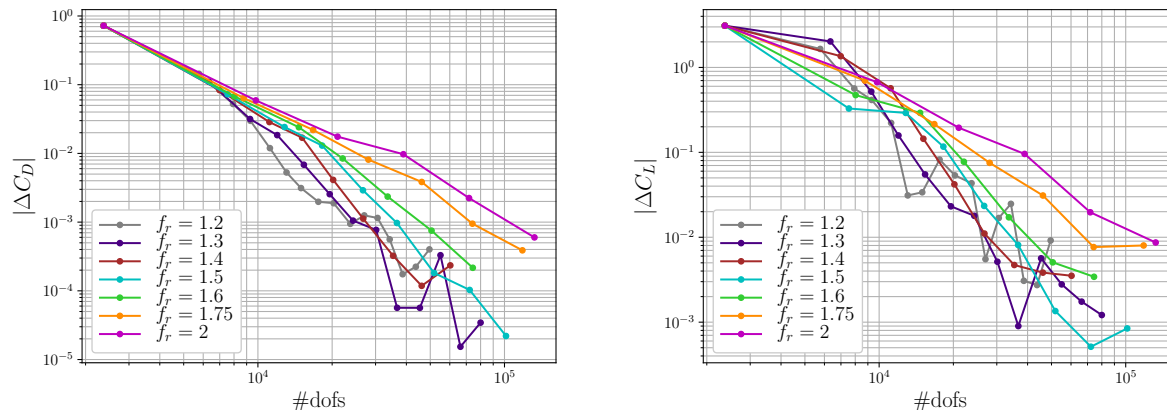 |ΔC_D|
10^0
10^{-1}
10^{-2}
10^{-3}
10^{-4}
10^{-5}
f_r = 1.2
f_r = 1.3
f_r = 1.4
f_r = 1.5
f_r = 1.6
f_r = 1.75
f_r = 2
10^4
10^5
#dofs
|ΔC_L|
10^0
10^{-1}
10^{-2}
10^{-3}
f_r = 1.2
f_r = 1.3
f_r = 1.4
f_r = 1.5
f_r = 1.6
f_r = 1.75
f_r = 2
10^4
10^5
#dofs